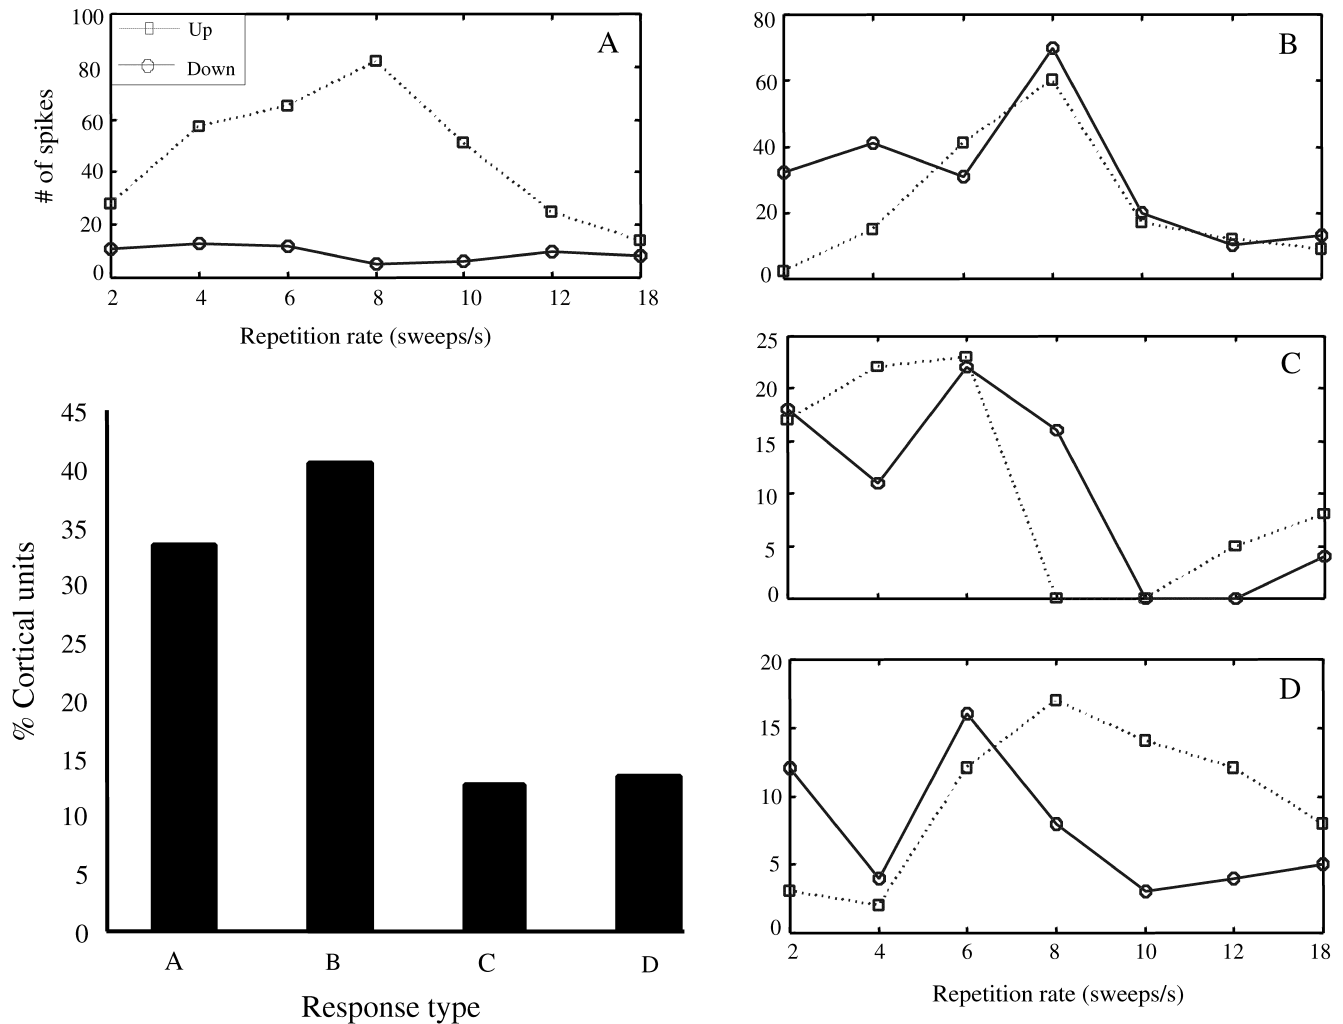 100
80
60
40
20
0
# of spikes
Up
Down
A
2 4 6 8 10 12 18
Repetition rate (sweeps/s)
80
60
40
20
0
B
25
20
15
10
5
0
C
20
15
10
5
0
D
2 4 6 8 10 12 18
Repetition rate (sweeps/s)
45
40
35
30
25
20
15
10
5
0
% Cortical units
A B C D
Response type